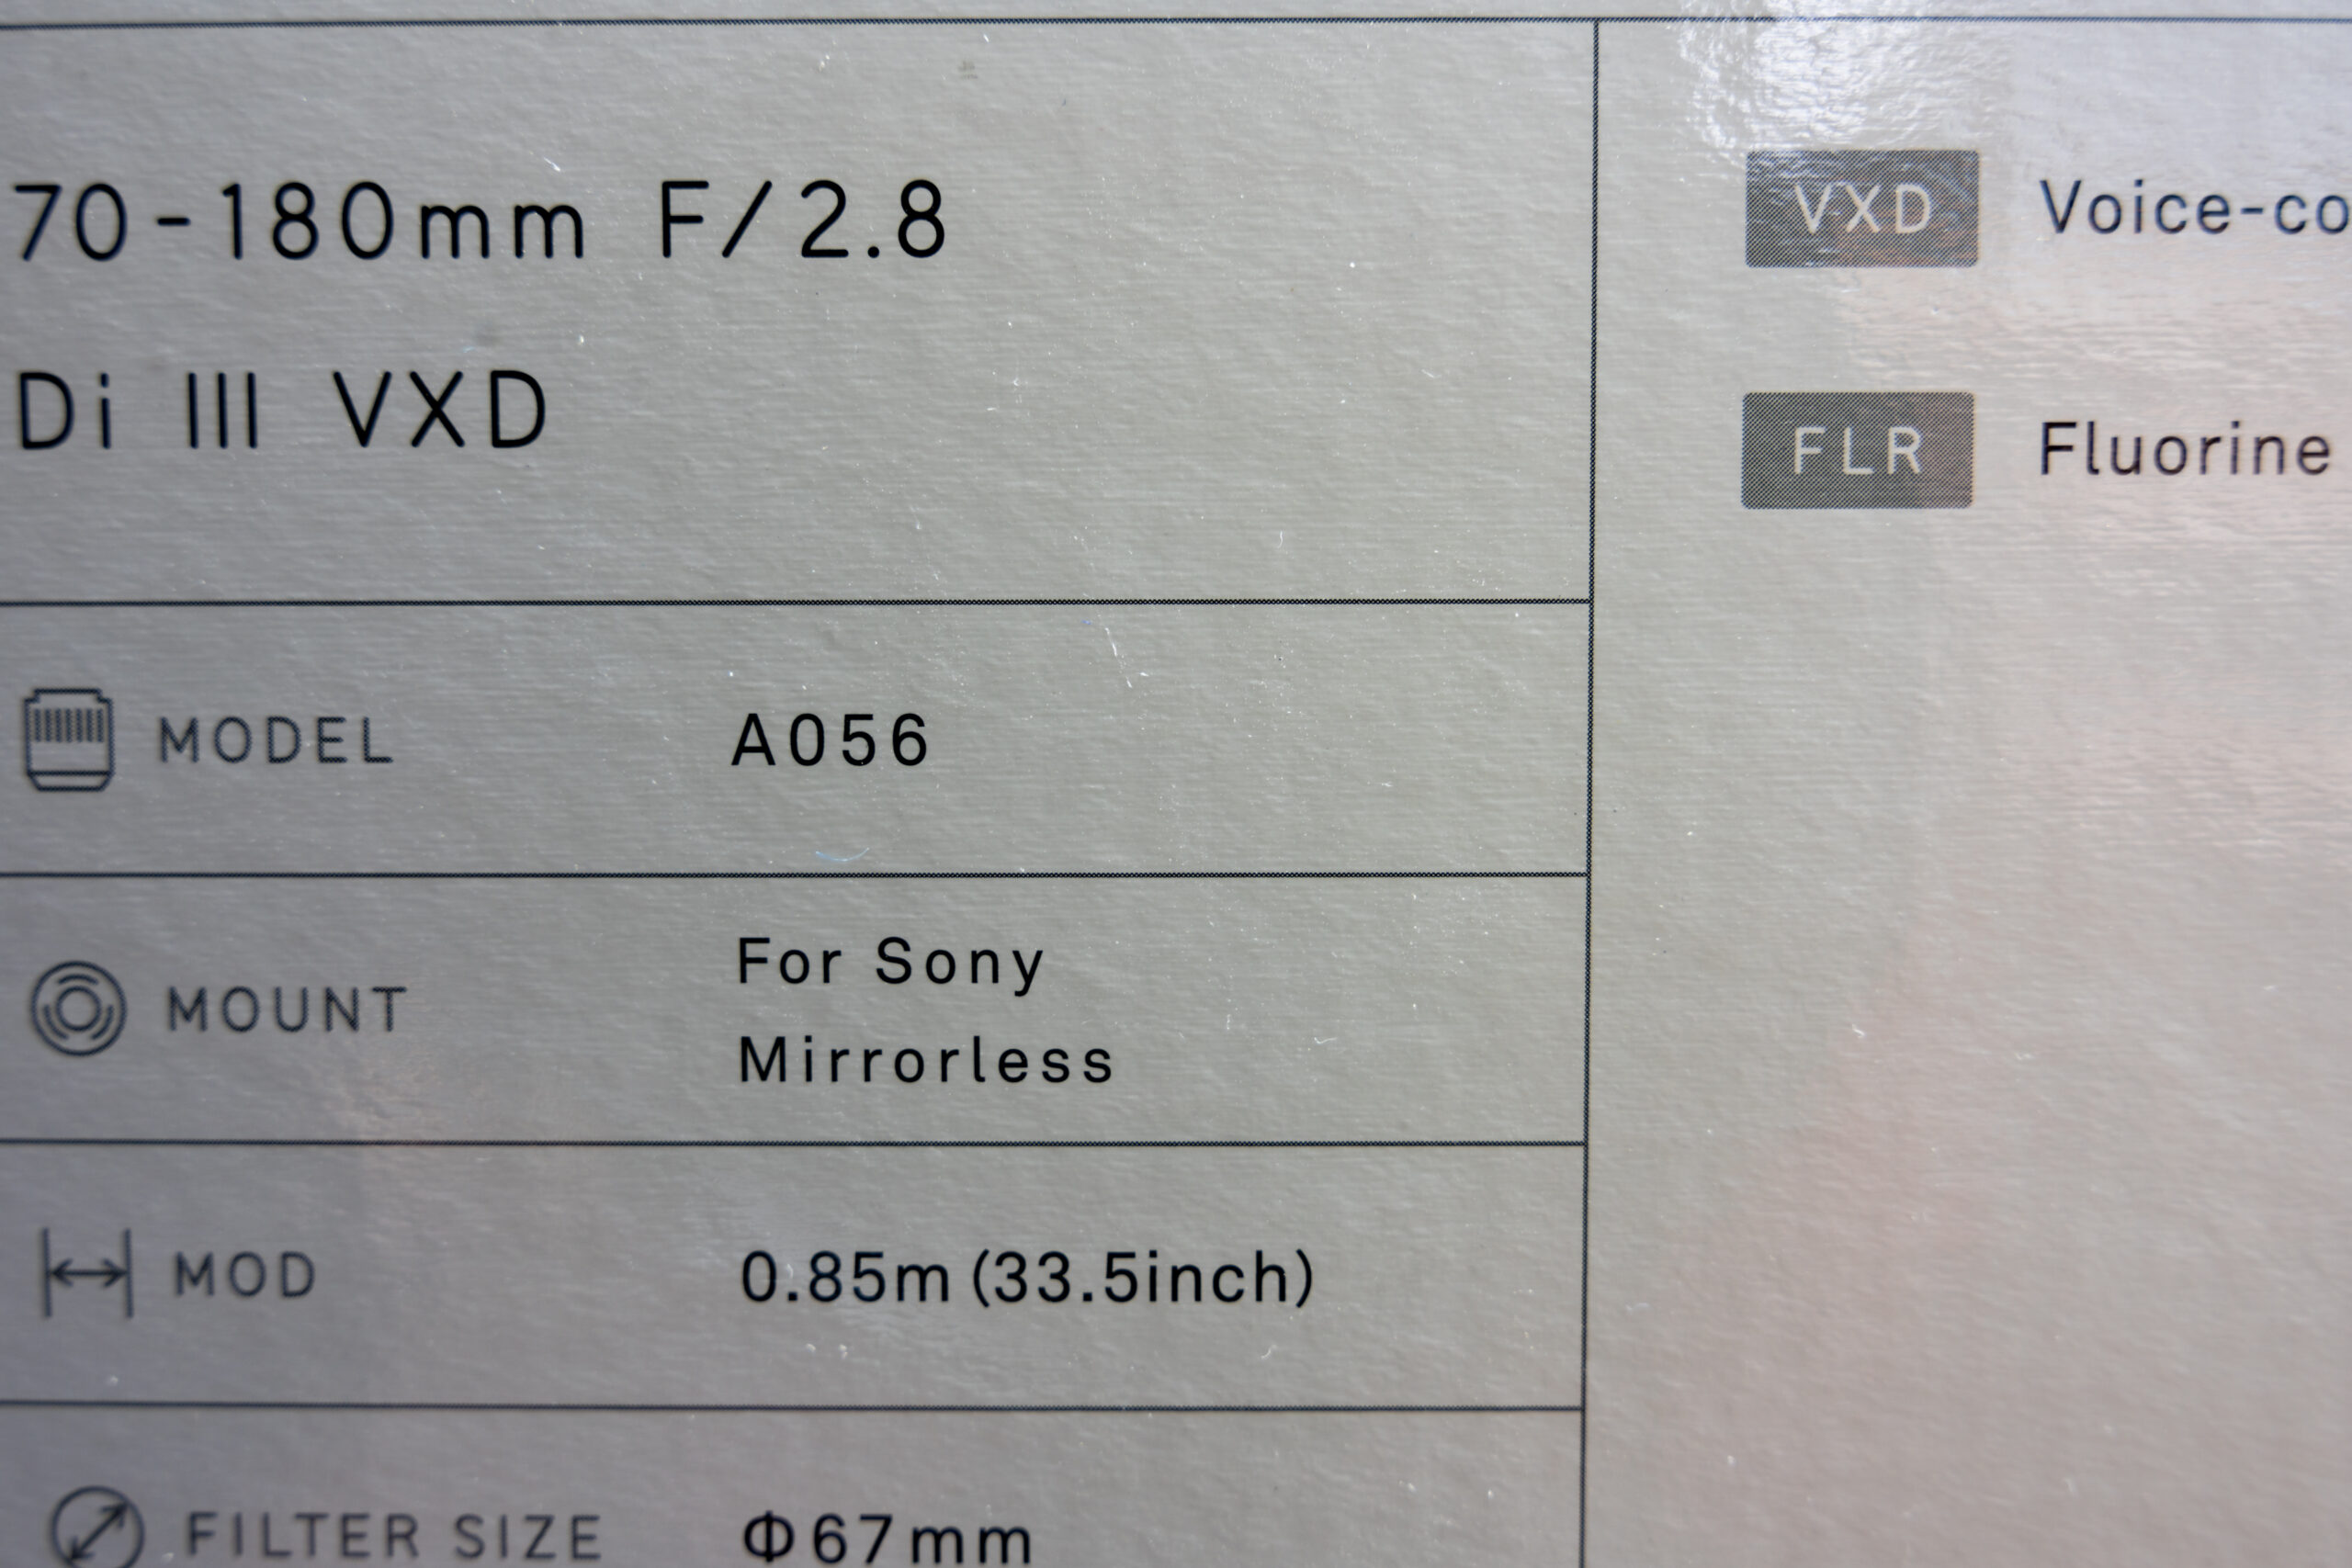 70-180mm F/2.8
Di III VXD
MODEL A056
MOUNT For Sony
Mirrorless
MOD 0.85m (33.5inch)
FILTER SIZE Φ67mm
VXD Voice-co
FLR Fluorine